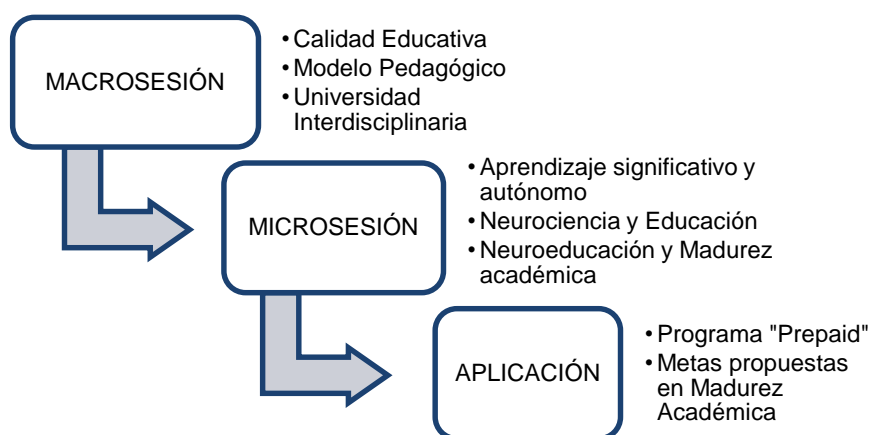 MACROSESIÓN
• Calidad Educativa
• Modelo Pedagógico
• Universidad
Interdisciplinaria
MICROSESIÓN
• Aprendizaje significativo y
autónomo
• Neurociencia y Educación
• Neuroeducación y Madurez
académica
APLICACIÓN
• Programa "Prepaid"
• Metas propuestas
en Madurez
Académica